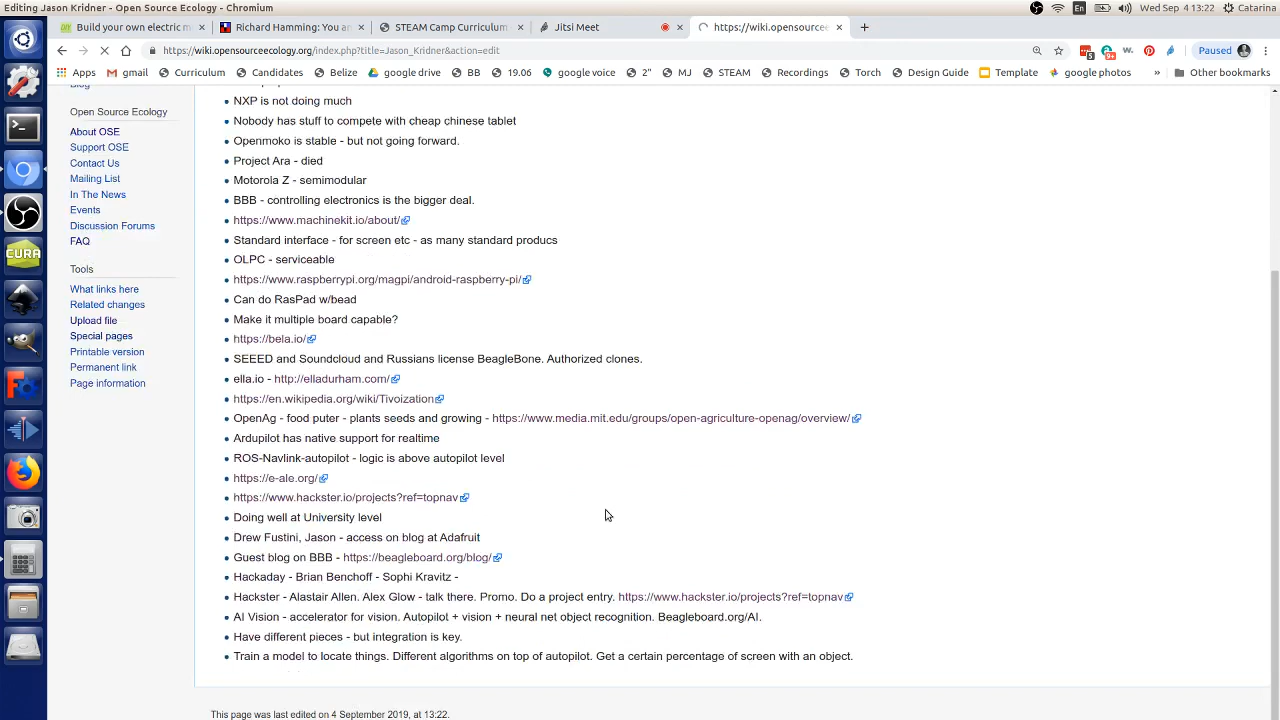 Editing Jason Kridner - Open Source Ecology - Chromium
En
Wed Sep 4 13:22
Catarina
Build your own electric m
Richard Hamming: You an
STEAM Camp Curriculum
Jitsi Meet
https://wiki.opensourceec
https://wiki.opensourceecology.org/index.php?title=Jason_Kridner&action=edit
Paused
Apps
gmail
Curriculum
Candidates
Belize
google drive
BB
19.06
google voice
2"
MJ
STEAM
Recordings
Torch
Design Guide
Template
google photos
»
Other bookmarks
Blog
Open Source Ecology
About OSE
Support OSE
Contact Us
Mailing List
In The News
Events
Discussion Forums
FAQ
Tools
What links here
Related changes
Upload file
Special pages
Printable version
Permanent link
Page information
NXP is not doing much
Nobody has stuff to compete with cheap chinese tablet
Openmoko is stable - but not going forward.
Project Ara - died
Motorola Z - semimodular
BBB - controlling electronics is the bigger deal.
https://www.machinekit.io/about/
Standard interface - for screen etc - as many standard producs
OLPC - serviceable
https://www.raspberrypi.org/magpi/android-raspberry-pi/
Can do RasPad w/bead
Make it multiple board capable?
https://bela.io/
SEEED and Soundcloud and Russians license BeagleBone. Authorized clones.
ella.io - http://elladurham.com/
https://en.wikipedia.org/wiki/Tivoization
OpenAg - food puter - plants seeds and growing - https://www.media.mit.edu/groups/open-agriculture-openag/overview/
Ardupilot has native support for realtime
ROS-Navlink-autopilot - logic is above autopilot level
https://e-ale.org/
https://www.hackster.io/projects?ref=topnav
Doing well at University level
Drew Fustini, Jason - access on blog at Adafruit
Guest blog on BBB - https://beagleboard.org/blog/
Hackaday - Brian Benchoff - Sophi Kravitz -
Hackster - Alastair Allen. Alex Glow - talk there. Promo. Do a project entry. https://www.hackster.io/projects?ref=topnav
AI Vision - accelerator for vision. Autopilot + vision + neural net object recognition. Beagleboard.org/AI.
Have different pieces - but integration is key.
Train a model to locate things. Different algorithms on top of autopilot. Get a certain percentage of screen with an object.
This page was last edited on 4 September 2019, at 13:22.